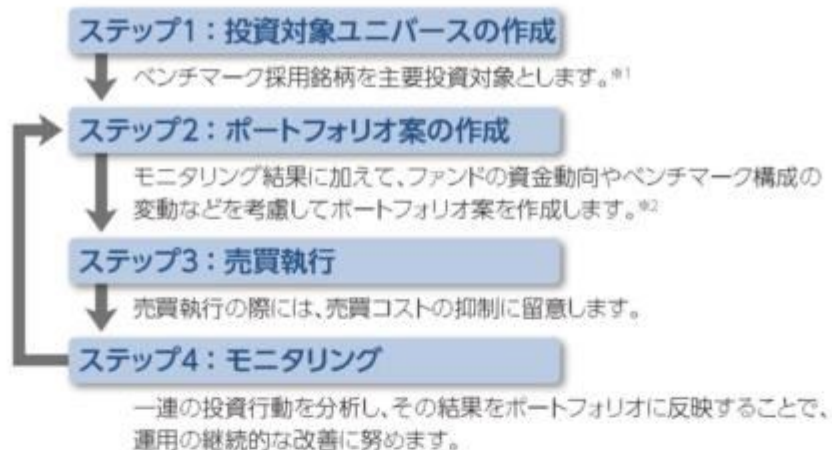 ステップ1：投資対象ユニバースの作成
ベンチマーク採用銘柄を主要投資対象とします。※1
ステップ2：ポートフォリオ案の作成
モニタリング結果に加えて、ファンドの資金動向やベンチマーク構成の
変動などを考慮してポートフォリオ案を作成します。※2
ステップ3：売買執行
売買執行の際には、売買コストの抑制に留意します。
ステップ4：モニタリング
一連の投資行動を分析し、その結果をポートフォリオに反映することで、
運用の継続的な改善に努めます。